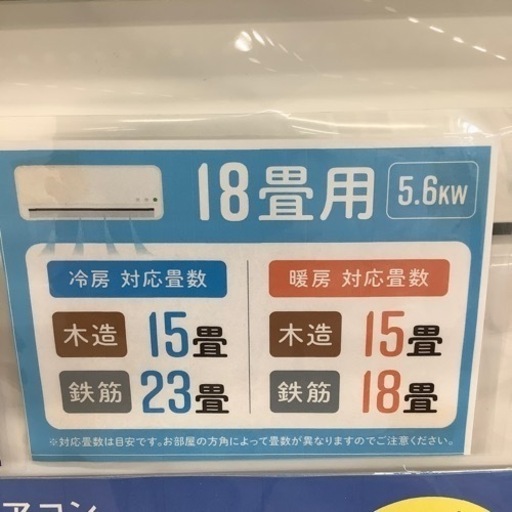 18畳用 5.6KW
冷房 対応畳数
木造 15畳
鉄筋 23畳
暖房 対応畳数
木造 15畳
鉄筋 18畳
※対応畳数は目安です。お部屋の方角によって畳数が異なりますのでご注意ください。
アコン